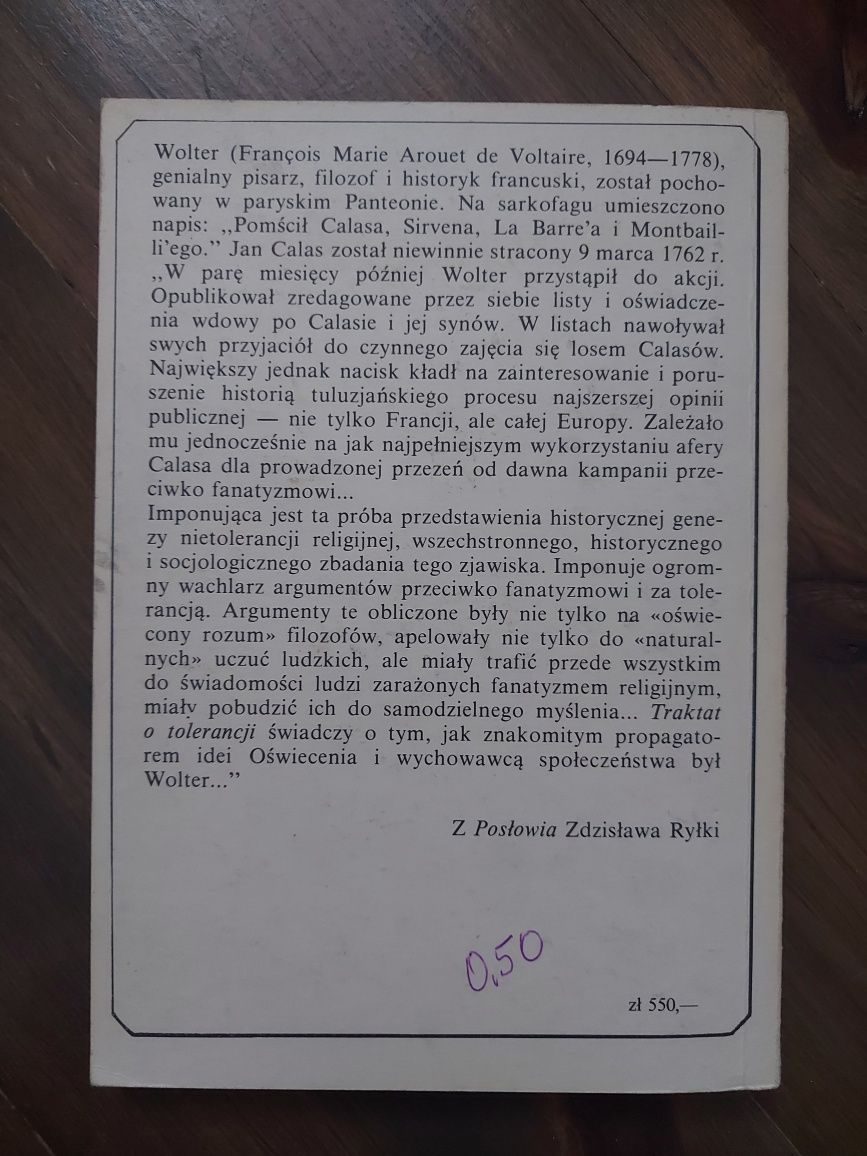 Wolter (François Marie Arouet de Voltaire, 1694—1778),
genialny pisarz, filozof i historyk francuski, został pocho-
wany w paryskim Panteonie. Na sarkofagu umieszczono
napis: ,,Pomścił Calasa, Sirvena, La Barre'a i Montbail-
li'ego.” Jan Calas został niewinnie stracony 9 marca 1762 r.
,,W parę miesięcy później Wolter przystąpił do akcji.
Opublikował zredagowane przez siebie listy i oświadcze-
nia wdowy po Calasie i jej synów. W listach nawoływał
swych przyjaciół do czynnego zajęcia się losem Calasów.
Największy jednak nacisk kładł na zainteresowanie i poru-
szenie historią tuluzjańskiego procesu najszerszej opinii
publicznej — nie tylko Francji, ale całej Europy. Zależało
mu jednocześnie na jak najpełniejszym wykorzystaniu afery
Calasa dla prowadzonej przezeń od dawna kampanii prze-
ciwko fanatyzmowi...
Imponująca jest ta próba przedstawienia historycznej gene-
zy nietolerancji religijnej, wszechstronnego, historycznego
i socjologicznego zbadania tego zjawiska. Imponuje ogrom-
ny wachlarz argumentów przeciwko fanatyzmowi i za tole-
rancją. Argumenty te obliczone były nie tylko na «oświe-
cony rozum» filozofów, apelowały nie tylko do «natural-
nych» uczuć ludzkich, ale miały trafić przede wszystkim
do świadomości ludzi zarażonych fanatyzmem religijnym,
miały pobudzić ich do samodzielnego myślenia... Traktat
o tolerancji świadczy o tym, jak znakomitym propagato-
rem idei Oświecenia i wychowawcą społeczeństwa był
Wolter...”
Z Posłowia Zdzisława Ryłki
0,50
zł 550,—